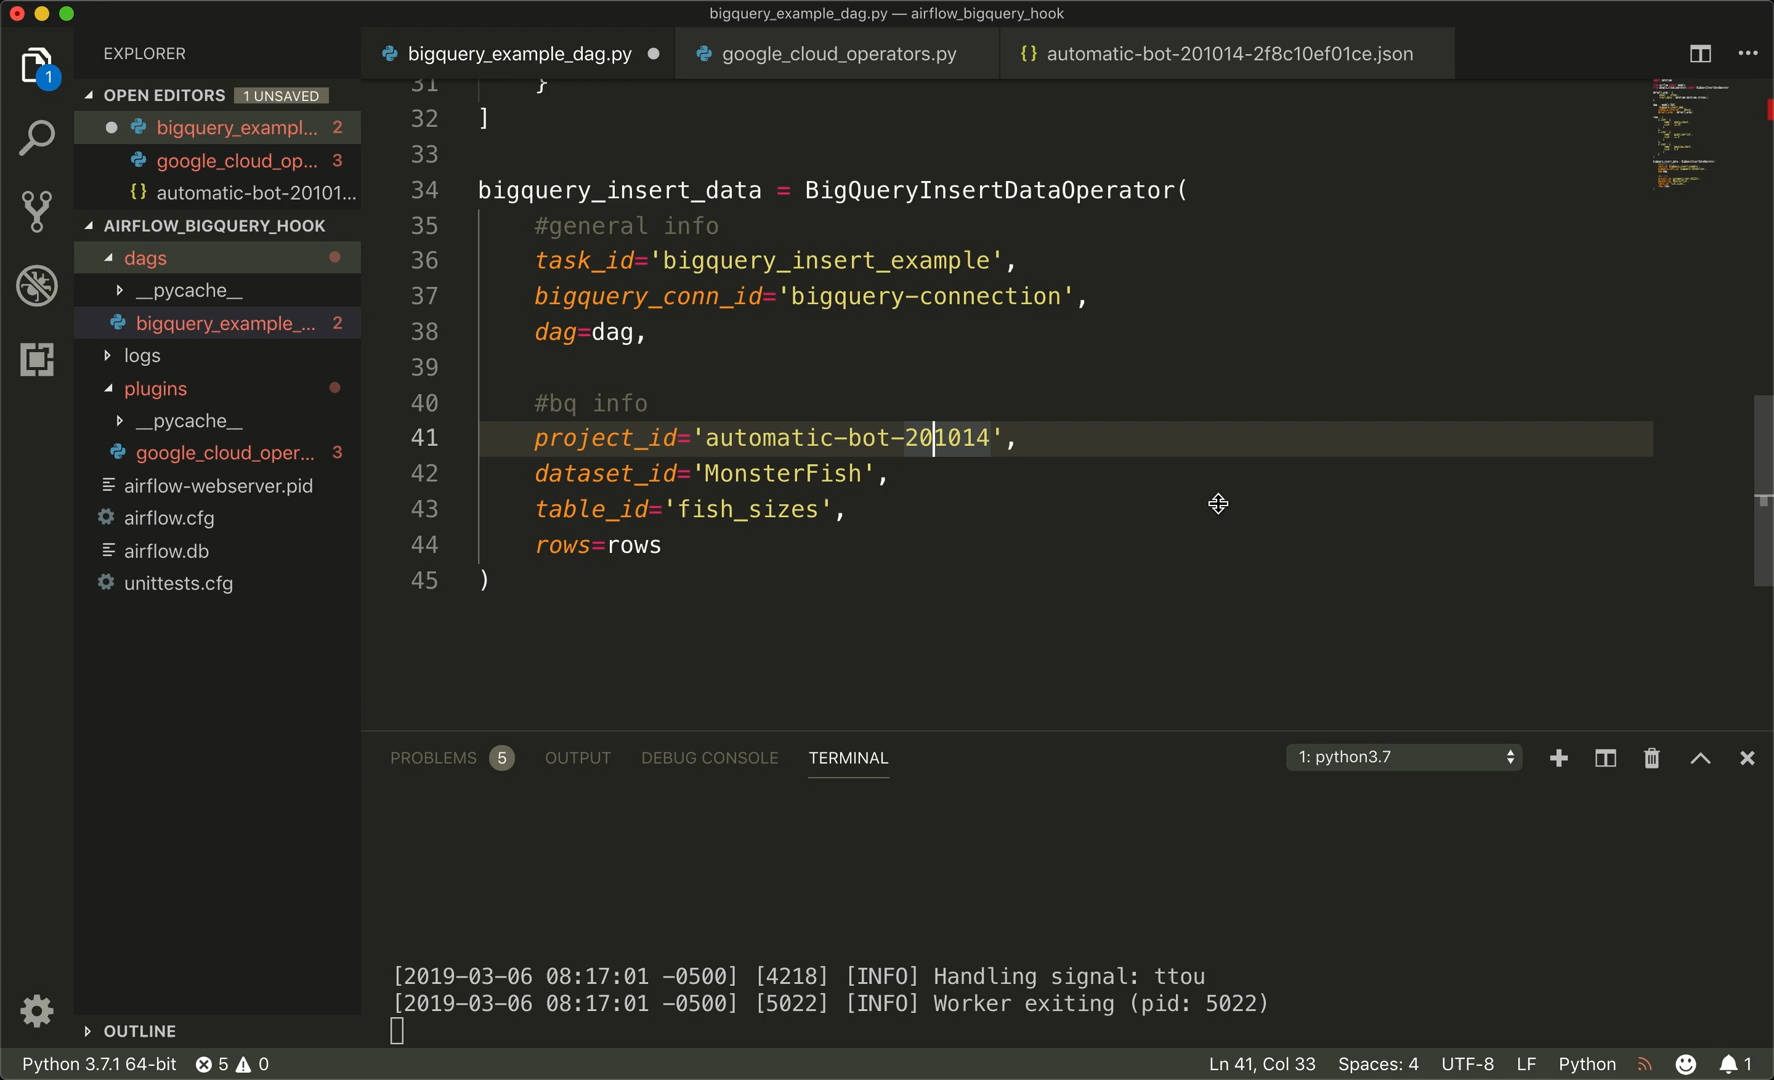 bigquery_example_dag.py — airflow_bigquery_hook
EXPLORER
OPEN EDITORS 1 UNSAVED
bigquery_exampl... 2
google_cloud_op... 3
{} automatic-bot-20101...
AIRFLOW_BIGQUERY_HOOK
dags
__pycache__
bigquery_example_... 2
logs
plugins
__pycache__
google_cloud_oper... 3
airflow-webserver.pid
airflow.cfg
airflow.db
unittests.cfg
OUTLINE
1
bigquery_example_dag.py
google_cloud_operators.py
{} automatic-bot-201014-2f8c10ef01ce.json
31 }
32 ]
33
34 bigquery_insert_data = BigQueryInsertDataOperator(
35 #general info
36 task_id='bigquery_insert_example',
37 bigquery_conn_id='bigquery-connection',
38 dag=dag,
39
40 #bq info
41 project_id='automatic-bot-201014',
42 dataset_id='MonsterFish',
43 table_id='fish_sizes',
44 rows=rows
45 )
PROBLEMS 5 OUTPUT DEBUG CONSOLE TERMINAL 1: python3.7
[2019-03-06 08:17:01 -0500] [4218] [INFO] Handling signal: ttou
[2019-03-06 08:17:01 -0500] [5022] [INFO] Worker exiting (pid: 5022)
Python 3.7.1 64-bit 5 0 Ln 41, Col 33 Spaces: 4 UTF-8 LF Python 1